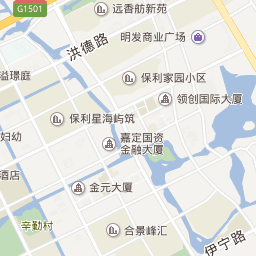 远香舫新苑
G1501
洪德路
明发商业广场
溢璟庭
保利家园小区
领创国际大厦
保利星海屿筑
妇幼
嘉定国资
金融大厦
酒店
金元大厦
辛勤村
合景峰汇
伊宁路